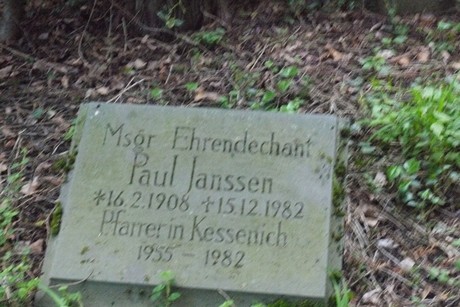 Msgr Ehrendechant
Paul Janssen
*16.2.1908 +15.12.1982
Pfarrer in Kessenich
1955 - 1982